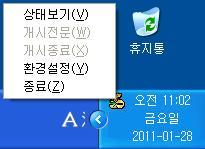 상태보기(V)
개시전문(W)
개시종료(X)
환경설정(Y)
종료(Z)
휴지통
A
오전 11:02
금요일
2011-01-28